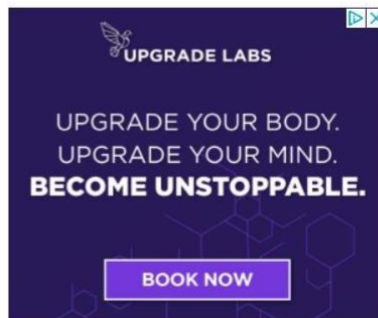 UPGRADE LABS
UPGRADE YOUR BODY.
UPGRADE YOUR MIND.
BECOME UNSTOPPABLE.
BOOK NOW